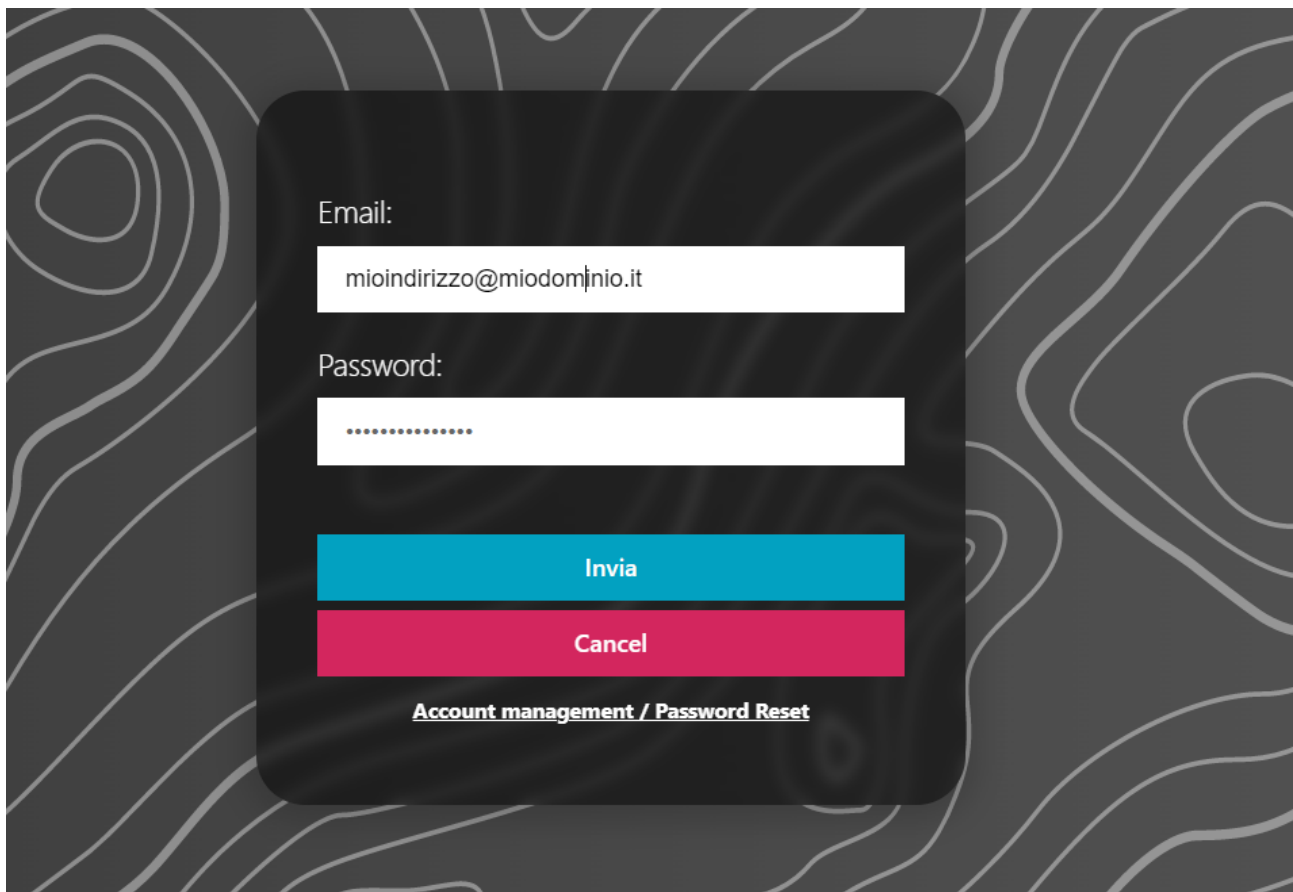 Email:
mioindirizzo@miodominio.it
Password:
•••••••••••••••
Invia
Cancel
Account management / Password Reset